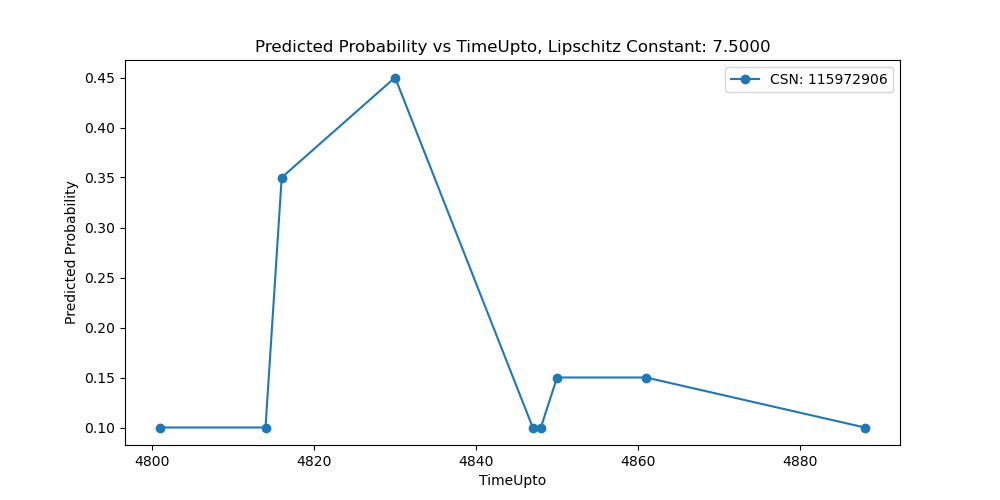 Predicted Probability vs TimeUpto, Lipschitz Constant: 7.5000
CSN: 115972906
Predicted Probability
0.45
0.40
0.35
0.30
0.25
0.20
0.15
0.10
4800 4820 4840 4860 4880
TimeUpto